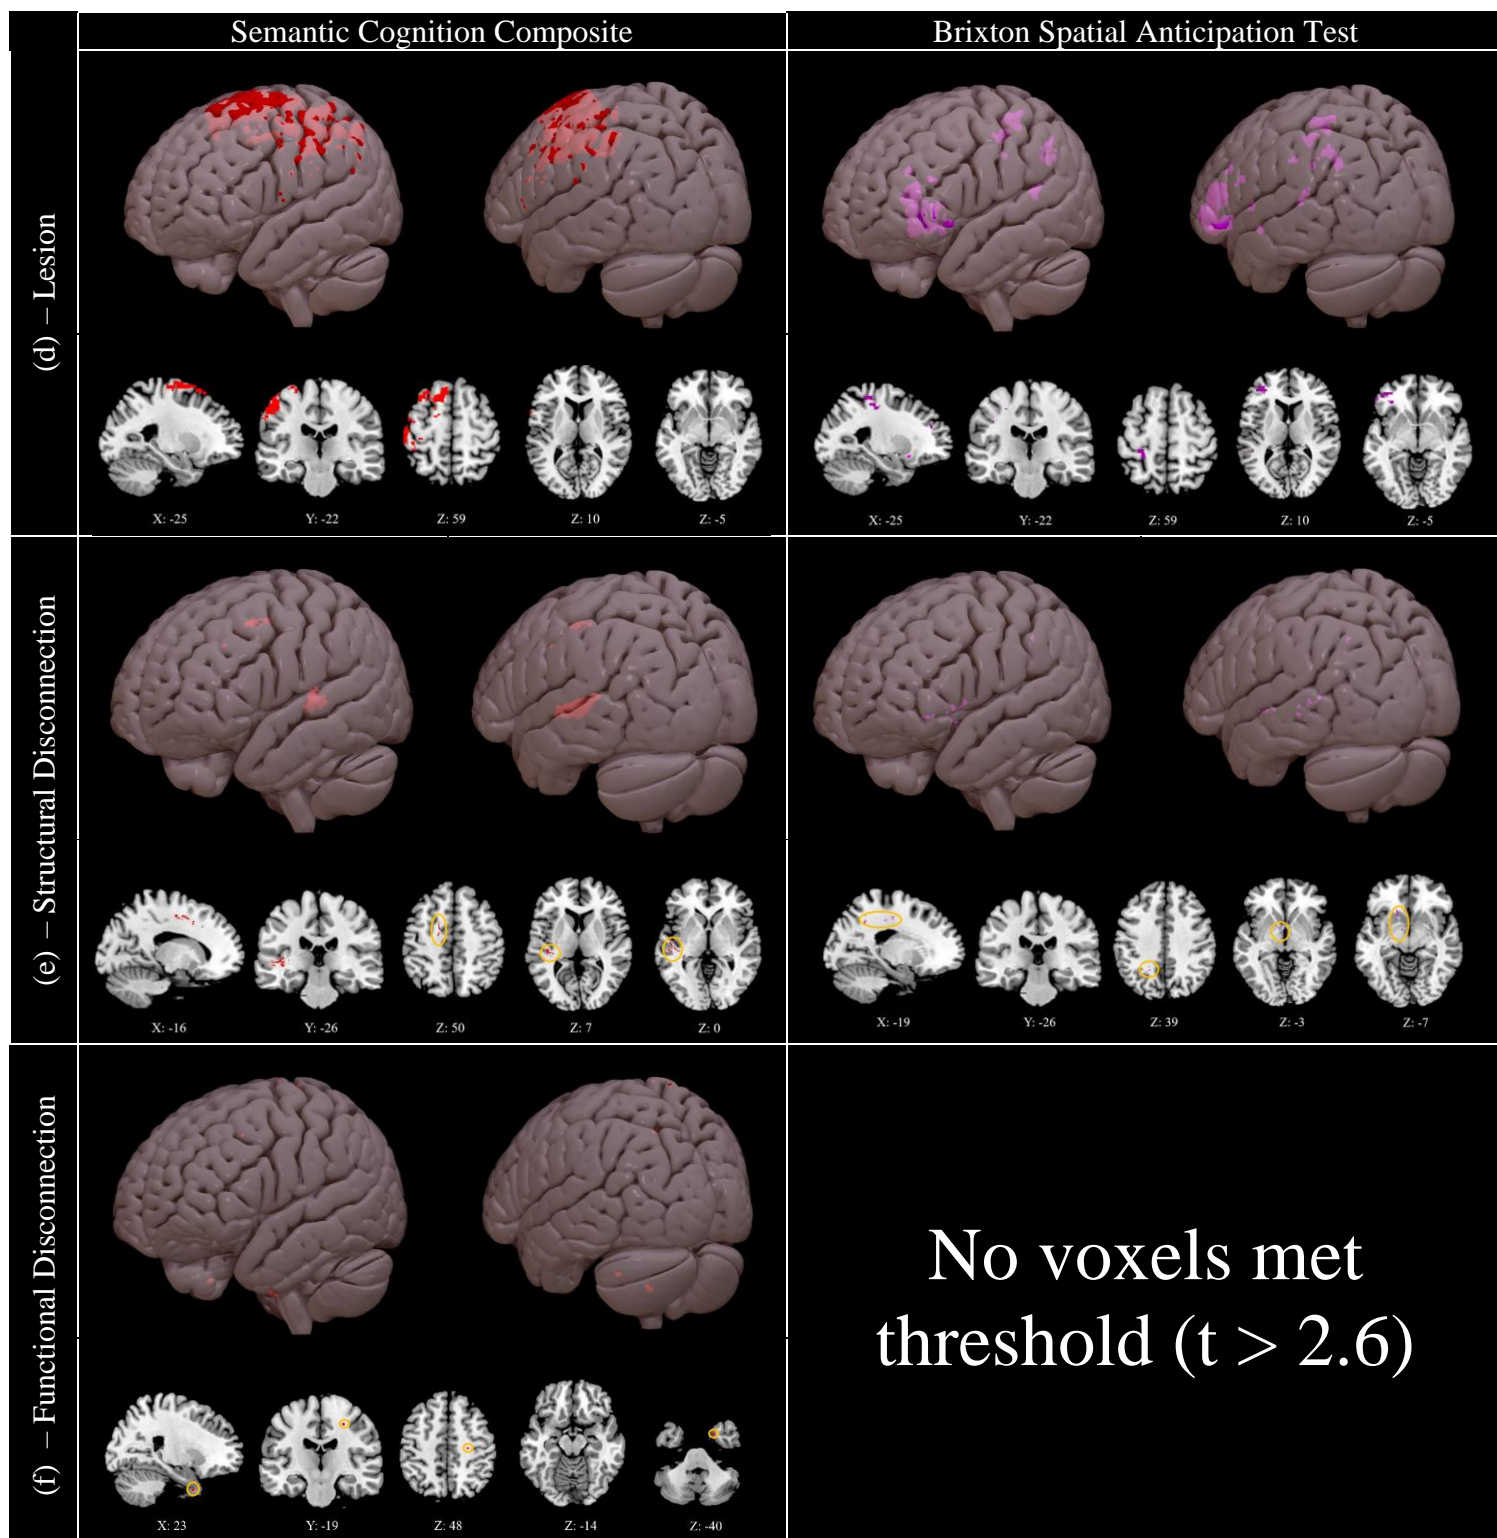 Semantic Cognition Composite
Brixton Spatial Anticipation Test
(d) – Lesion
X: -25
Y: -22
Z: 59
Z: 10
Z: -5
X: -25
Y: -22
Z: 59
Z: 10
Z: -5
(e) – Structural Disconnection
X: -16
Y: -26
Z: 50
Z: 7
Z: 0
X: -19
Y: -26
Z: 39
Z: -3
Z: -7
(f) – Functional Disconnection
X: 23
Y: -19
Z: 48
Z: -14
Z: -40
No voxels met
threshold (t > 2.6)